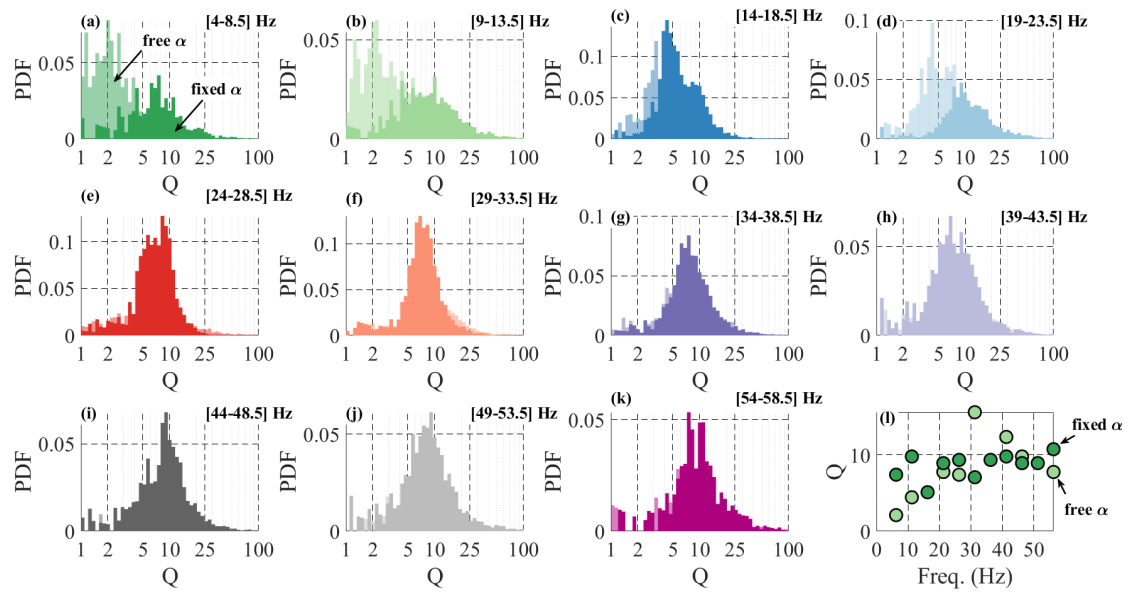 (a) [4-8.5] Hz
free α
fixed α
PDF
0.05
0
1 2 5 10 25 100
Q
(b) [9-13.5] Hz
PDF
0.05
0
1 2 5 10 25 100
Q
(c) [14-18.5] Hz
PDF
0.1
0.05
0
1 2 5 10 25 100
Q
(d) [19-23.5] Hz
PDF
0.1
0.05
0
1 2 5 10 25 100
Q
(e) [24-28.5] Hz
PDF
0.1
0.05
0
1 2 5 10 25 100
Q
(f) [29-33.5] Hz
PDF
0.1
0.05
0
1 2 5 10 25 100
Q
(g) [34-38.5] Hz
PDF
0.1
0.05
0
1 2 5 10 25 100
Q
(h) [39-43.5] Hz
PDF
0.05
0
1 2 5 10 25 100
Q
(i) [44-48.5] Hz
PDF
0.05
0
1 2 5 10 25 100
Q
(j) [49-53.5] Hz
PDF
0.05
0
1 2 5 10 25 100
Q
(k) [54-58.5] Hz
PDF
0.05
0
1 2 5 10 25 100
Q
(l)
fixed α
free α
Q
10
0
0 10 20 30 40 50
Freq. (Hz)